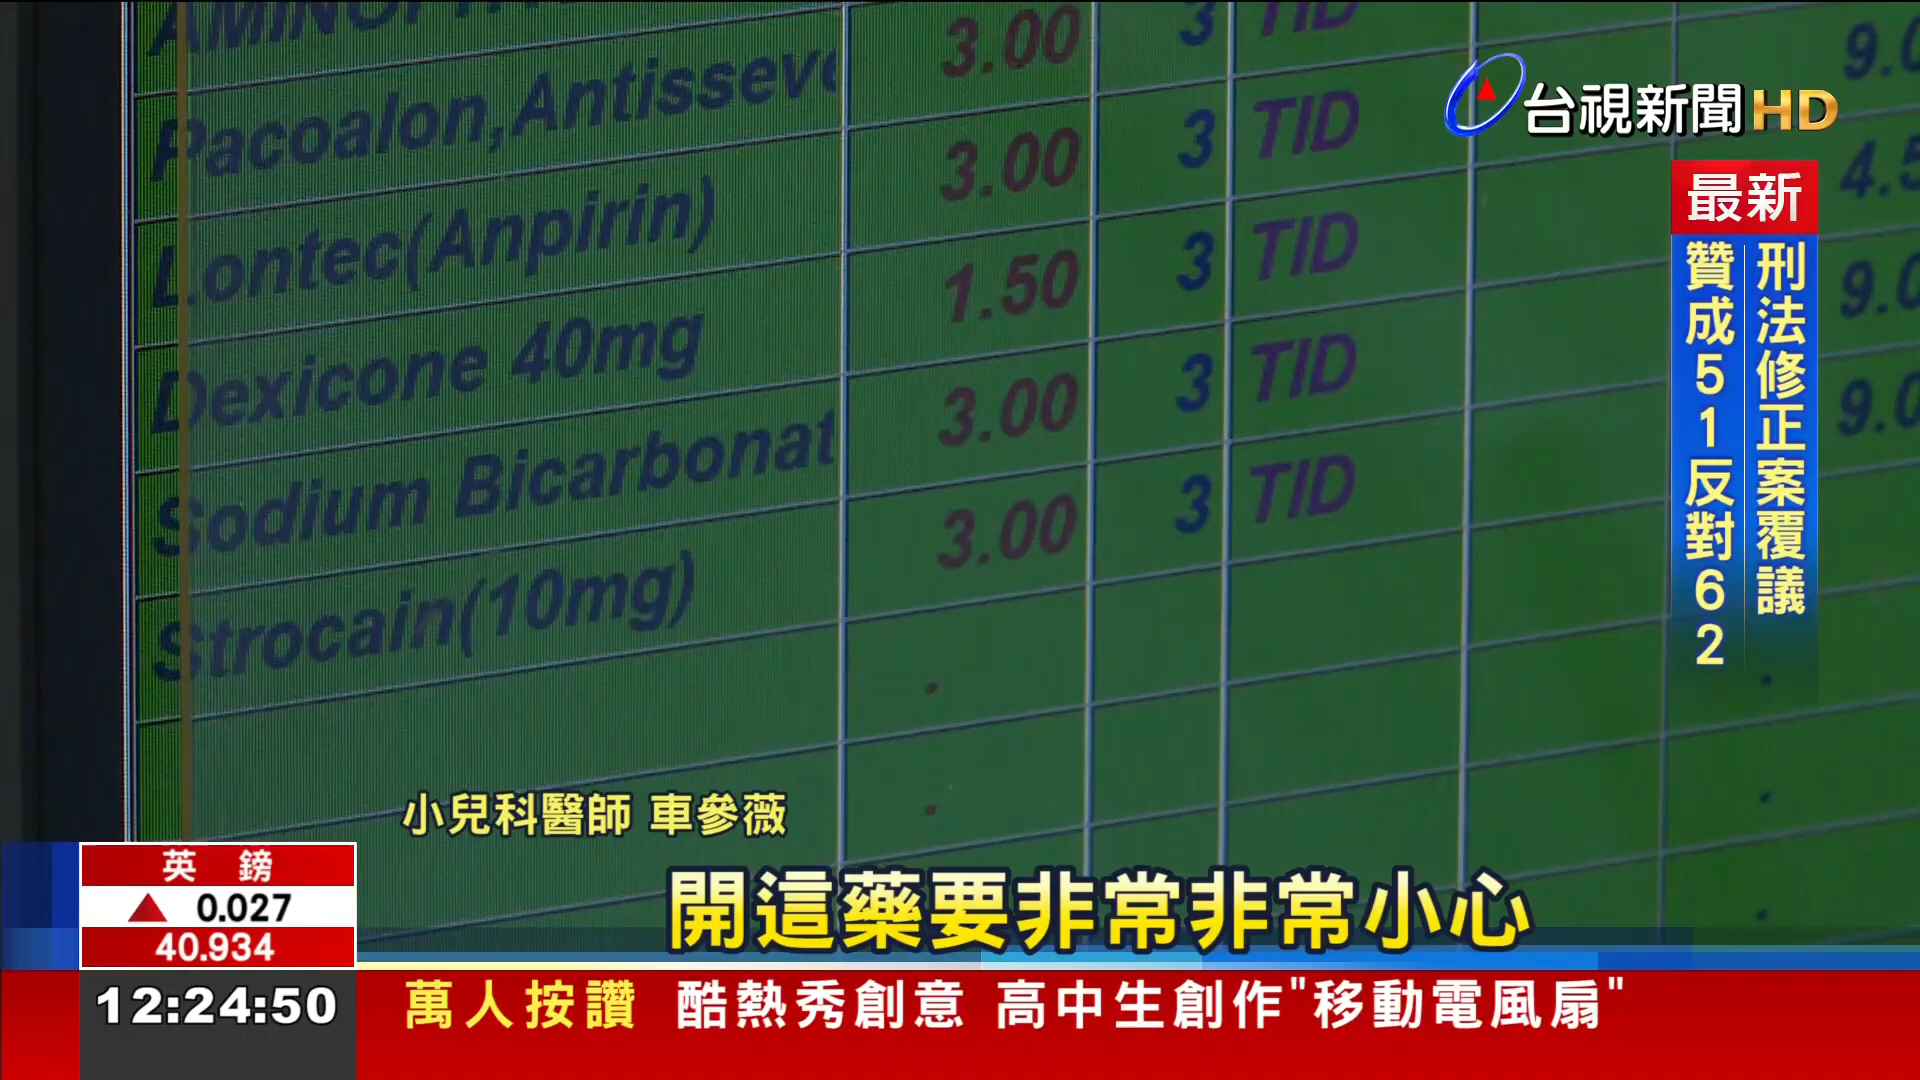 3.00 3 TID 9.0
Pacoalon,Antisseve 3.00 3 TID 4.5
Lontec(Anpirin) 1.50 3 TID 9.0
Dexicone 40mg 3.00 3 TID 9.0
Sodium Bicarbonat 3.00 3 TID
Strocain(10mg)
台視新聞HD
最新
刑法修正案覆議
贊成51反對62
小兒科醫師 車參薇
開這藥要非常非常小心
英 鎊
▲ 0.027
40.934
12:24:50
萬人按讚 酷熱秀創意 高中生創作"移動電風扇"